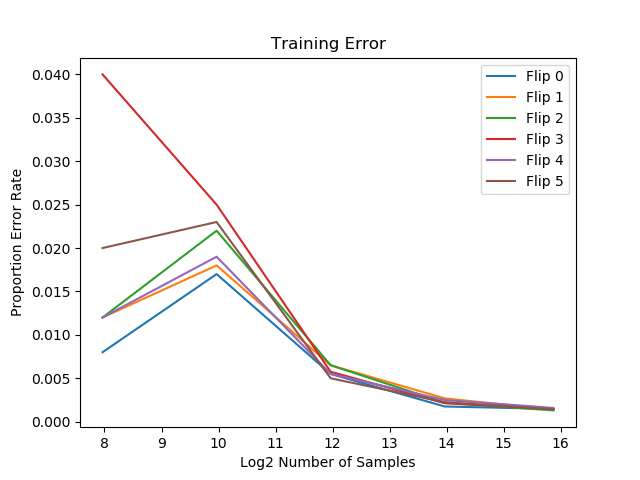 Training Error
Proportion Error Rate
0.040
0.035
0.030
0.025
0.020
0.015
0.010
0.005
0.000
Flip 0
Flip 1
Flip 2
Flip 3
Flip 4
Flip 5
8 9 10 11 12 13 14 15 16
Log2 Number of Samples